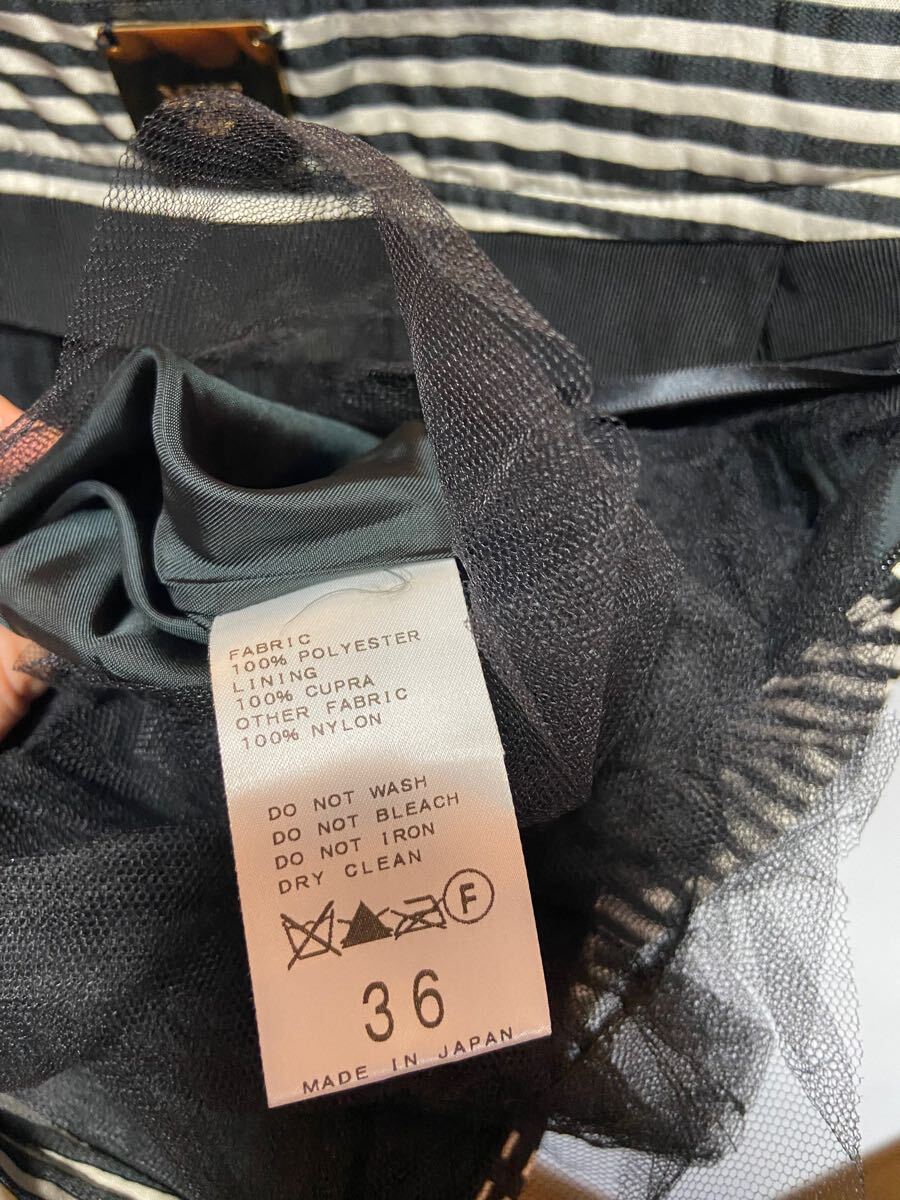 FABRIC
100% POLYESTER
LINING
100% CUPRA
OTHER FABRIC
100% NYLON
DO NOT WASH
DO NOT BLEACH
DO NOT IRON
DRY CLEAN
F
36
MADE IN JAPAN